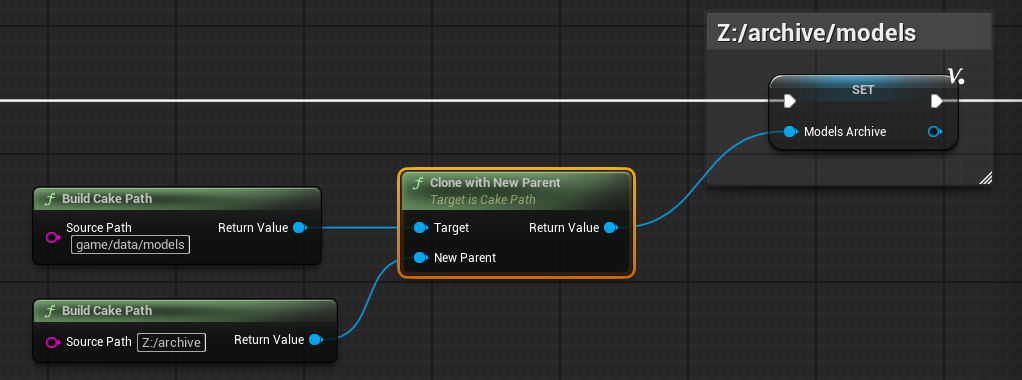 Z:/archive/models
SET
Models Archive
Clone with New Parent
Target is Cake Path
Target
Return Value
New Parent
Build Cake Path
Source Path
Return Value
game/data/models
Build Cake Path
Source Path Z:/archive
Return Value